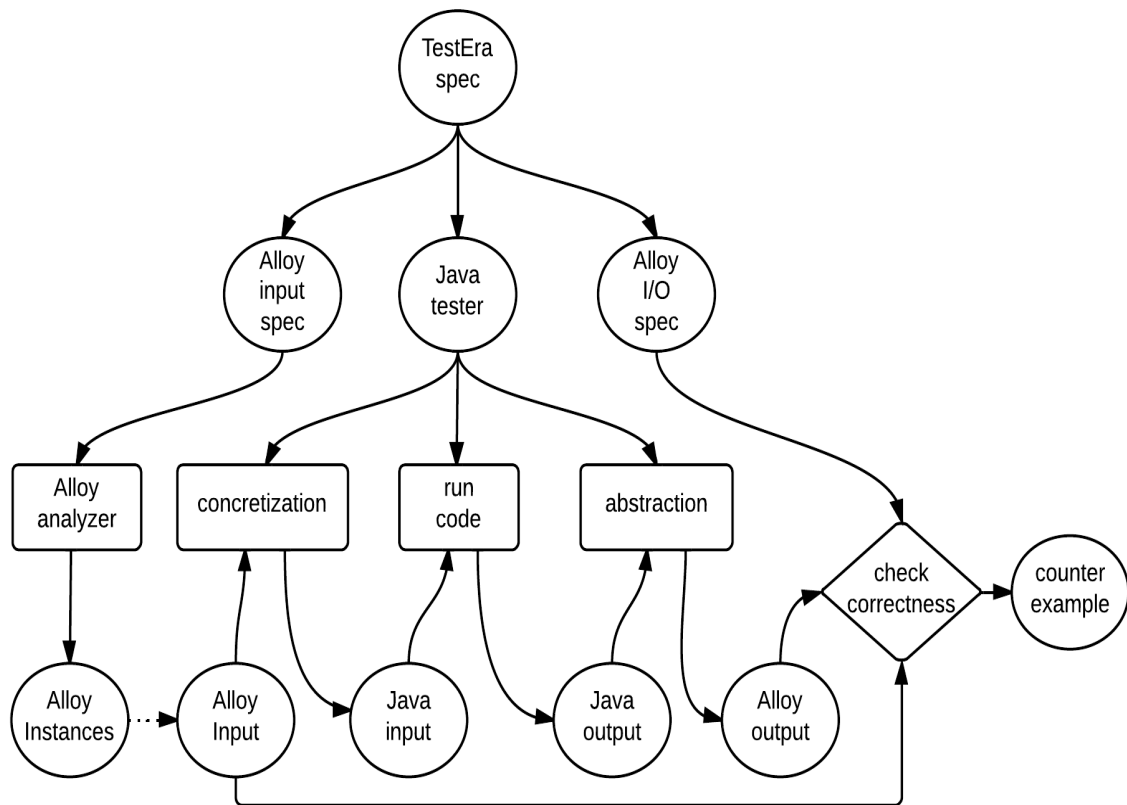 TestEra
spec
Alloy
input
spec
Java
tester
Alloy
I/O
spec
Alloy
analyzer
concretization
run
code
abstraction
check
correctness
counter
example
Alloy
Instances
Alloy
Input
Java
input
Java
output
Alloy
output